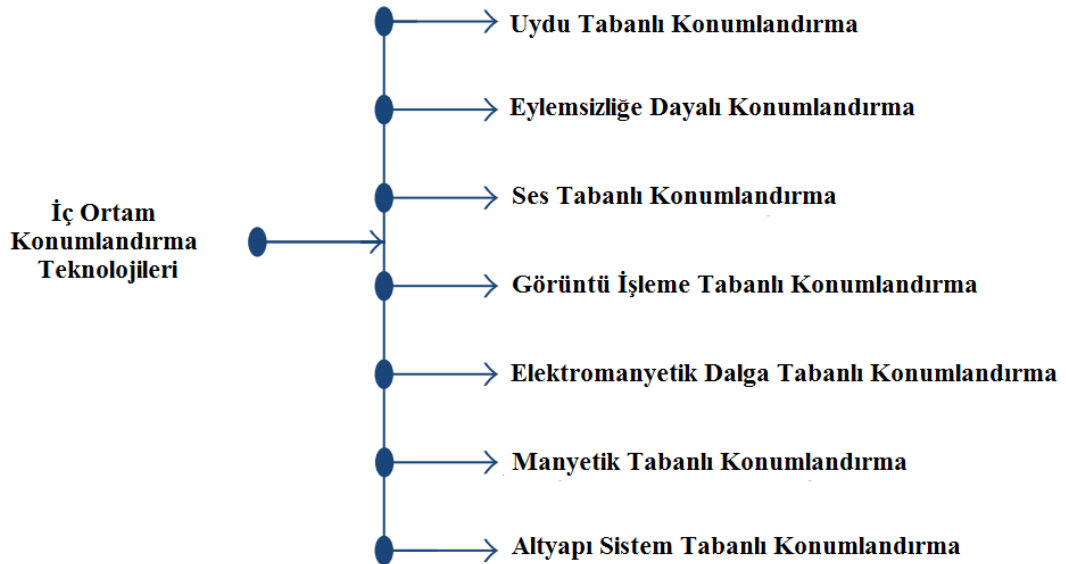 İç Ortam
Konumlandırma
Teknolojileri
Uydu Tabanlı Konumlandırma
Eylemsizliğe Dayalı Konumlandırma
Ses Tabanlı Konumlandırma
Görüntü İşleme Tabanlı Konumlandırma
Elektromanyetik Dalga Tabanlı Konumlandırma
Manyetik Tabanlı Konumlandırma
Altyapı Sistem Tabanlı Konumlandırma